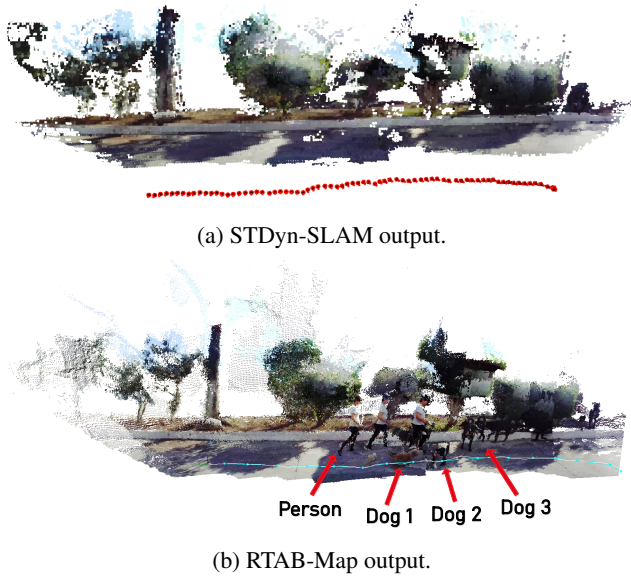 (a) STDyn-SLAM output.
Person Dog 1 Dog 2 Dog 3
(b) RTAB-Map output.